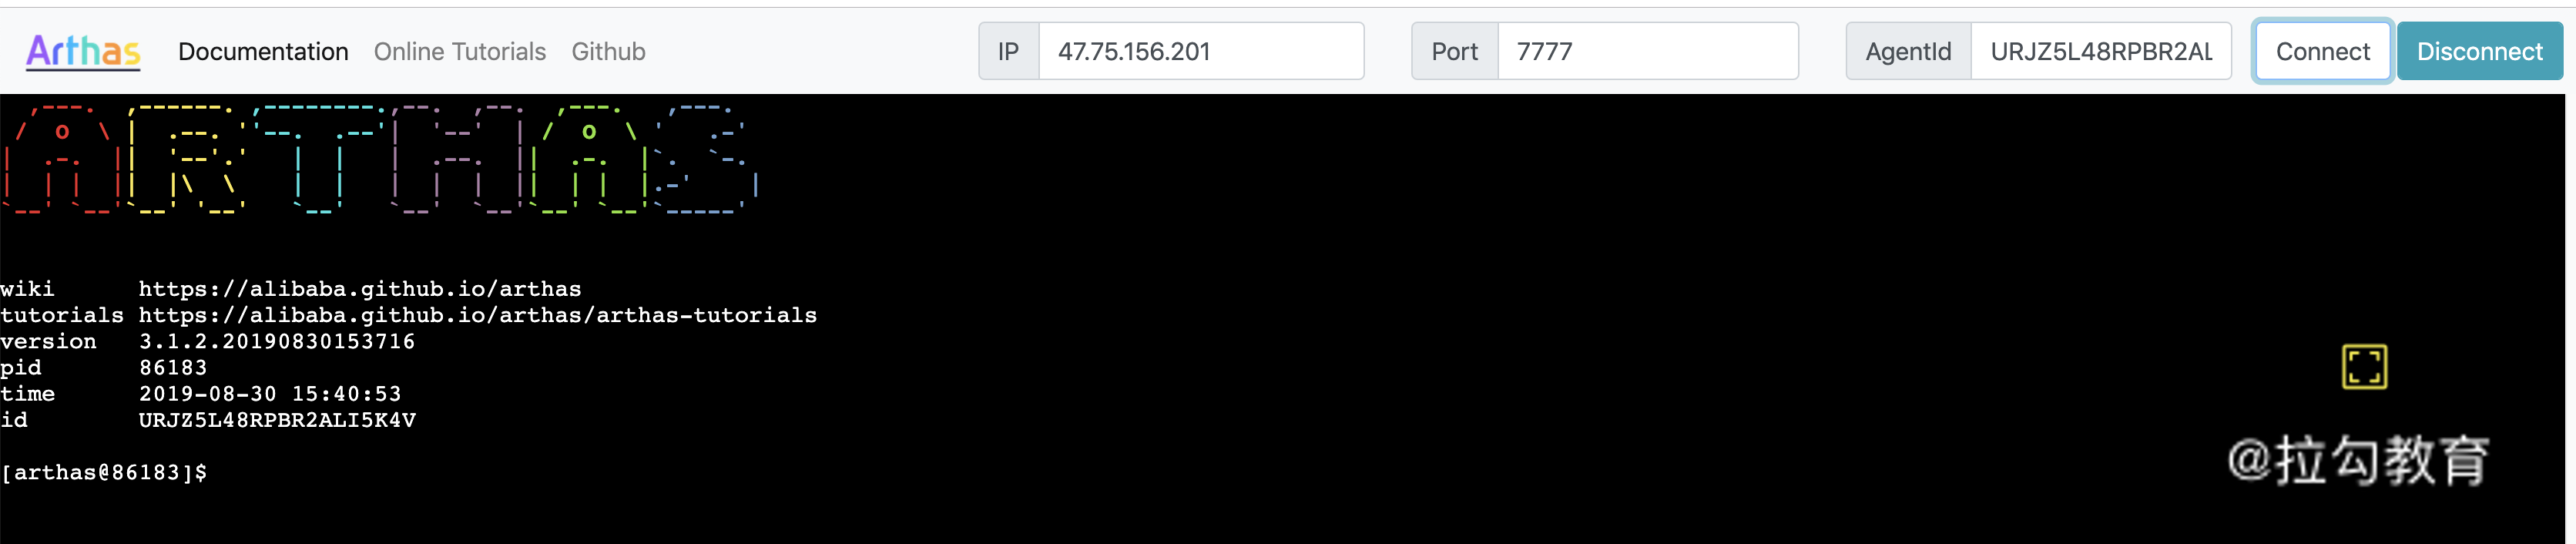 Arthas Documentation Online Tutorials Github IP 47.75.156.201 Port 7777 AgentId URJZ5L48RPBR2AL Connect Disconnect
ARTHAS
wiki https://alibaba.github.io/arthas
tutorials https://alibaba.github.io/arthas/arthas-tutorials
version 3.1.2.20190830153716
pid 86183
time 2019-08-30 15:40:53
id URJZ5L48RPBR2ALI5K4V
[arthas@86183]$
@拉勾教育